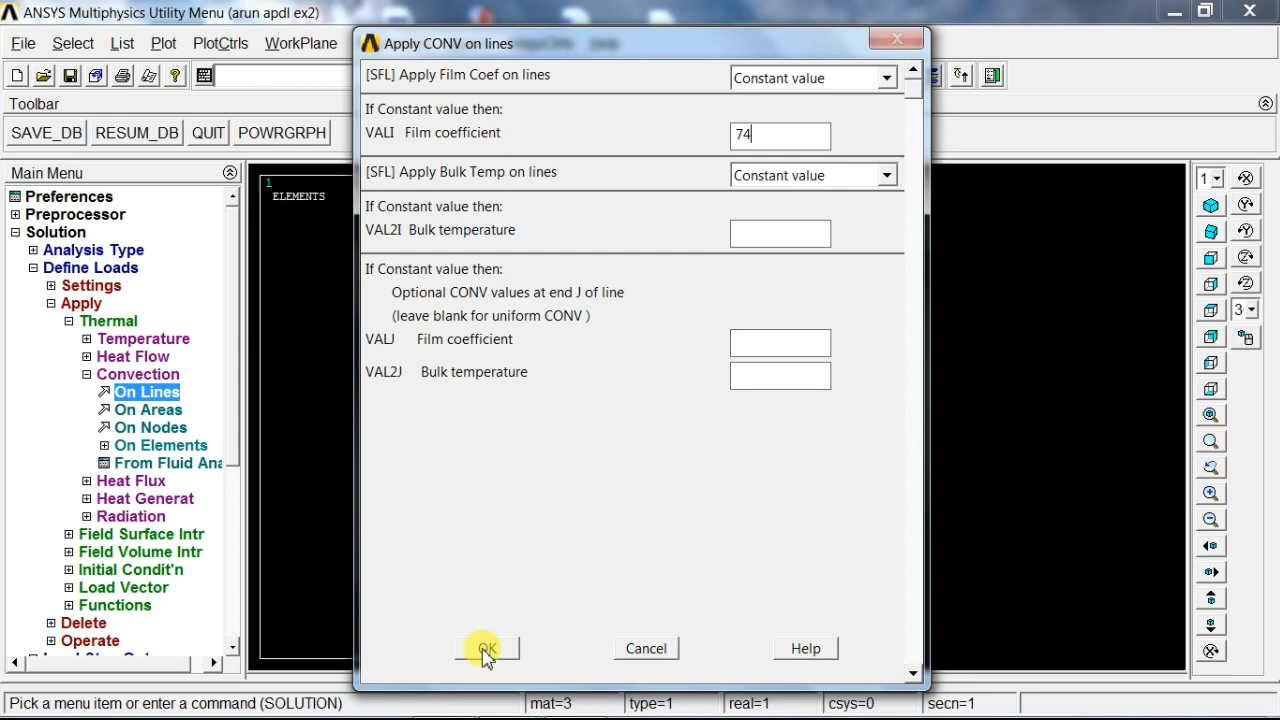 ANSYS Multiphysics Utility Menu (arun apdl ex2)
File Select List Plot PlotCtrls WorkPlane
Toolbar
SAVE_DB RESUM_DB QUIT POWRGRPH
Main Menu
Preferences
Preprocessor
Solution
Analysis Type
Define Loads
Settings
Apply
Thermal
Temperature
Heat Flow
Convection
On Lines
On Areas
On Nodes
On Elements
From Fluid Ana
Heat Flux
Heat Generat
Radiation
Field Surface Intr
Field Volume Intr
Initial Condit'n
Load Vector
Functions
Delete
Operate
1
ELEMENTS
Apply CONV on lines
[SFL] Apply Film Coef on lines Constant value
If Constant value then:
VALI Film coefficient 74
[SFL] Apply Bulk Temp on lines Constant value
If Constant value then:
VAL2I Bulk temperature
If Constant value then:
Optional CONV values at end J of line
(leave blank for uniform CONV )
VALJ Film coefficient
VAL2J Bulk temperature
OK Cancel Help
1
3
Pick a menu item or enter a command (SOLUTION) mat=3 type=1 real=1 csys=0 secn=1